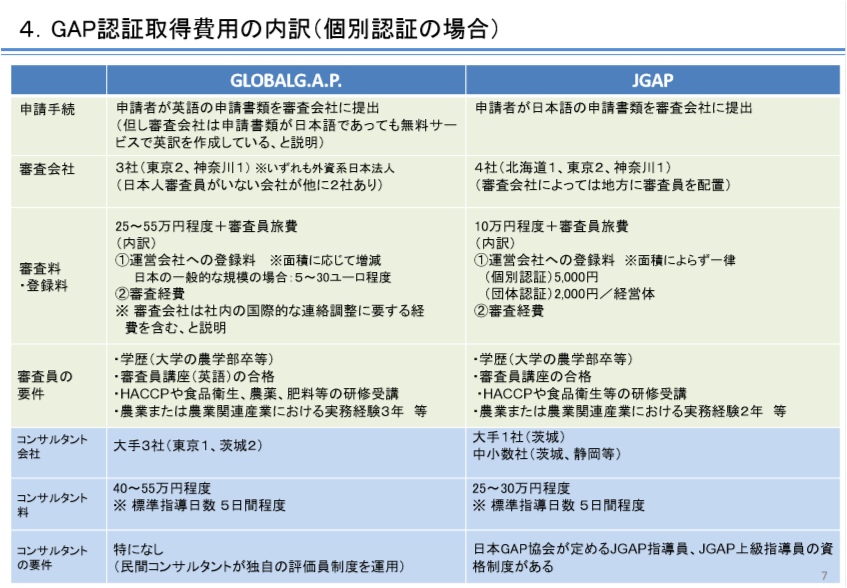 ４．GAP認証取得費用の内訳（個別認証の場合）
GLOBALG.A.P.
JGAP
申請手続
申請者が英語の申請書類を審査会社に提出
（但し審査会社は申請書類が日本語であっても無料サー
ビスで英訳を作成している、と説明）
申請者が日本語の申請書類を審査会社に提出
審査会社
３社（東京２、神奈川１） ※いずれも外資系日本法人
（日本人審査員がいない会社が他に２社あり）
４社（北海道１、東京２、神奈川１）
（審査会社によっては地方に審査員を配置）
審査料
・登録料
25～55万円程度＋審査員旅費
（内訳）
①運営会社への登録料　※面積に応じて増減
日本の一般的な規模の場合：５～30ユーロ程度
②審査経費
※ 審査会社は社内の国際的な連絡調整に要する経
費を含む、と説明
10万円程度＋審査員旅費
（内訳）
①運営会社への登録料　※面積によらず一律
（個別認証）5,000円
（団体認証）2,000円／経営体
②審査経費
審査員の
要件
・学歴（大学の農学部卒等）
・審査員講座（英語）の合格
・HACCPや食品衛生、農薬、肥料等の研修受講
・農業または農業関連産業における実務経験３年　等
・学歴（大学の農学部卒等）
・審査員講座の合格
・HACCPや食品衛生等の研修受講
・農業または農業関連産業における実務経験２年　等
コンサルタント
会社
大手３社（東京１、茨城２）
大手１社（茨城）
中小数社（茨城、静岡等）
コンサルタント
料
40～55万円程度
※ 標準指導日数 ５日間程度
25～30万円程度
※ 標準指導日数 ５日間程度
コンサルタント
の要件
特になし
（民間コンサルタントが独自の評価員制度を運用）
日本GAP協会が定めるJGAP指導員、JGAP上級指導員の資
格制度がある
7